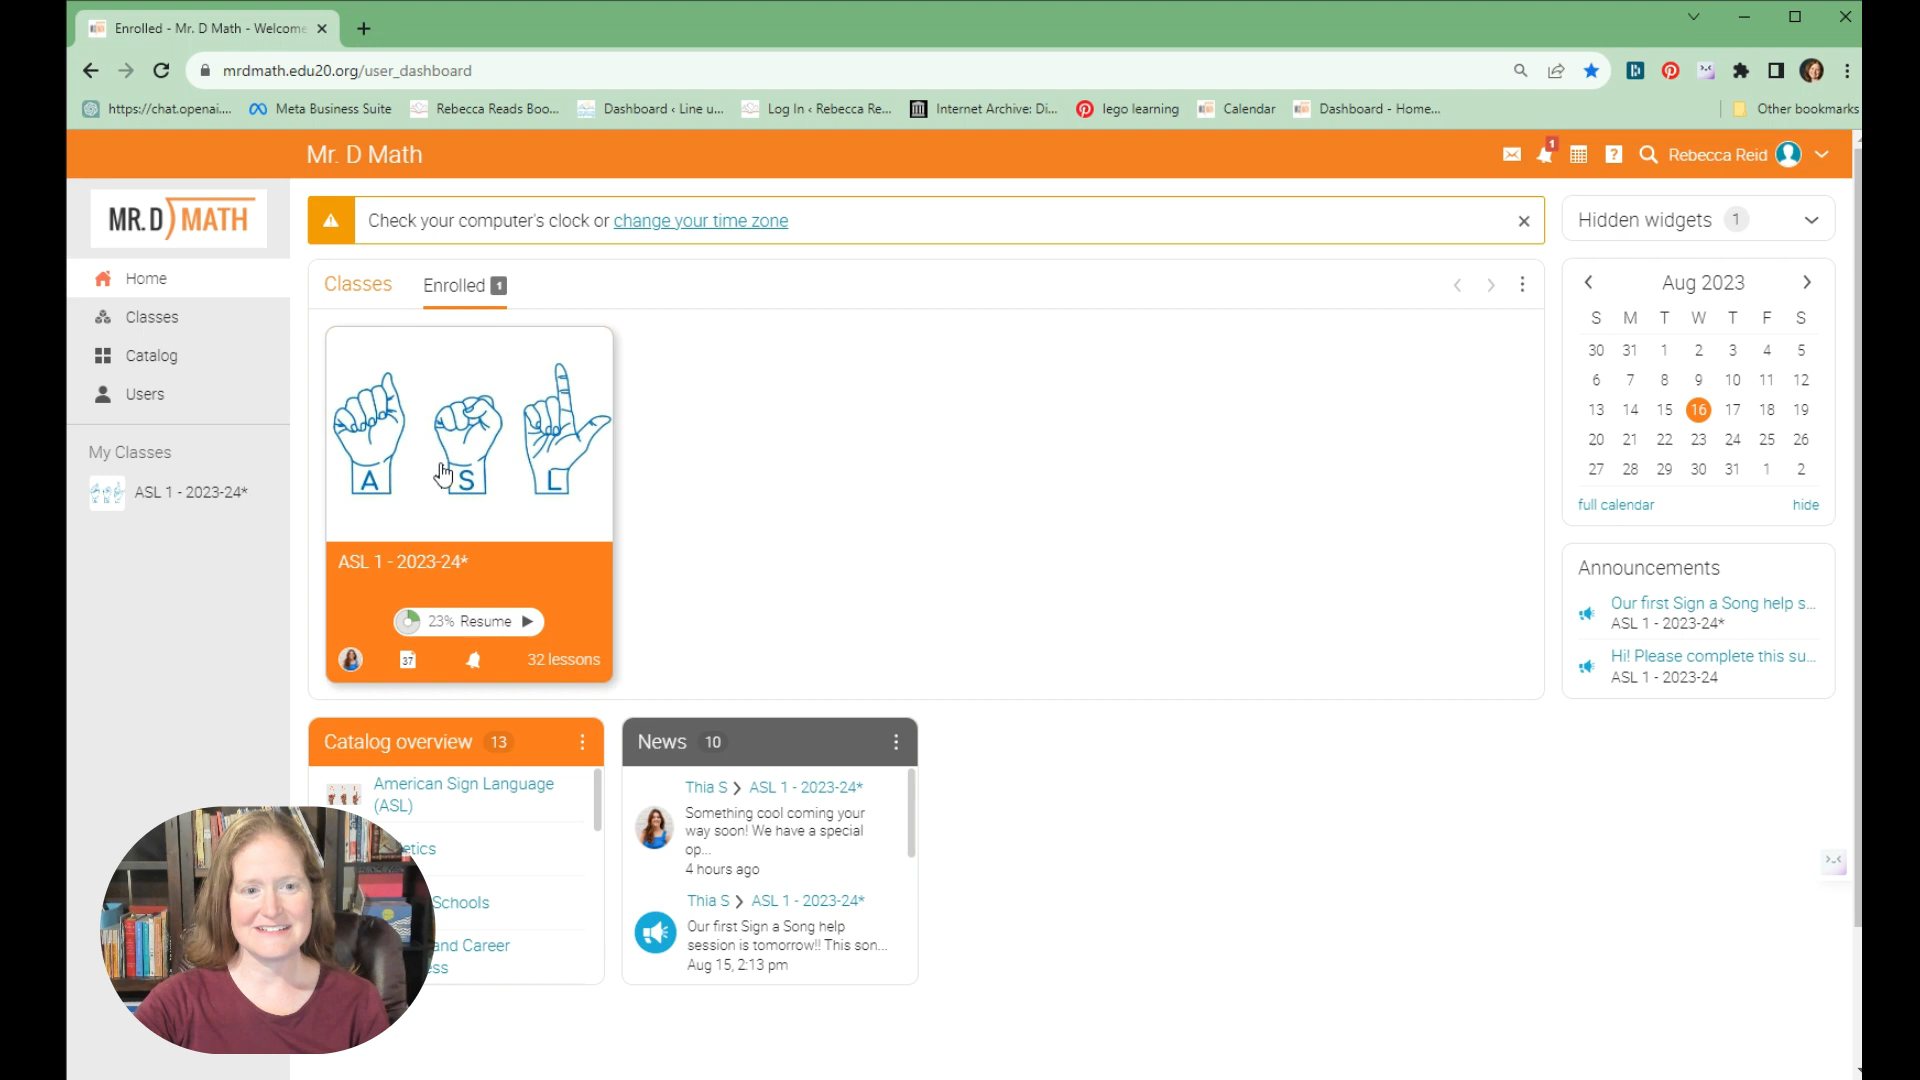 Enrolled - Mr. D Math - Welcome
mrdmath.edu20.org/user_dashboard
https://chat.openai....
Meta Business Suite
Rebecca Reads Boo...
Dashboard ‹ Line u...
Log In ‹ Rebecca Re...
Internet Archive: Di...
lego learning
Calendar
Dashboard - Home...
Other bookmarks
Mr. D Math
1
Rebecca Reid
MR. D MATH
Home
Classes
Catalog
Users
My Classes
ASL 1 - 2023-24*
Check your computer's clock or change your time zone
Classes
Enrolled 1
A S L
ASL 1 - 2023-24*
23% Resume
37
32 lessons
Catalog overview 13
American Sign Language
(ASL)
etics
Schools
and Career
ess
News 10
Thia S > ASL 1 - 2023-24*
Something cool coming your
way soon! We have a special
op...
4 hours ago
Thia S > ASL 1 - 2023-24*
Our first Sign a Song help
session is tomorrow!! This son...
Aug 15, 2:13 pm
Hidden widgets 1
Aug 2023
S M T W T F S
30 31 1 2 3 4 5
6 7 8 9 10 11 12
13 14 15 16 17 18 19
20 21 22 23 24 25 26
27 28 29 30 31 1 2
full calendar
hide
Announcements
Our first Sign a Song help s...
ASL 1 - 2023-24*
Hi! Please complete this su...
ASL 1 - 2023-24